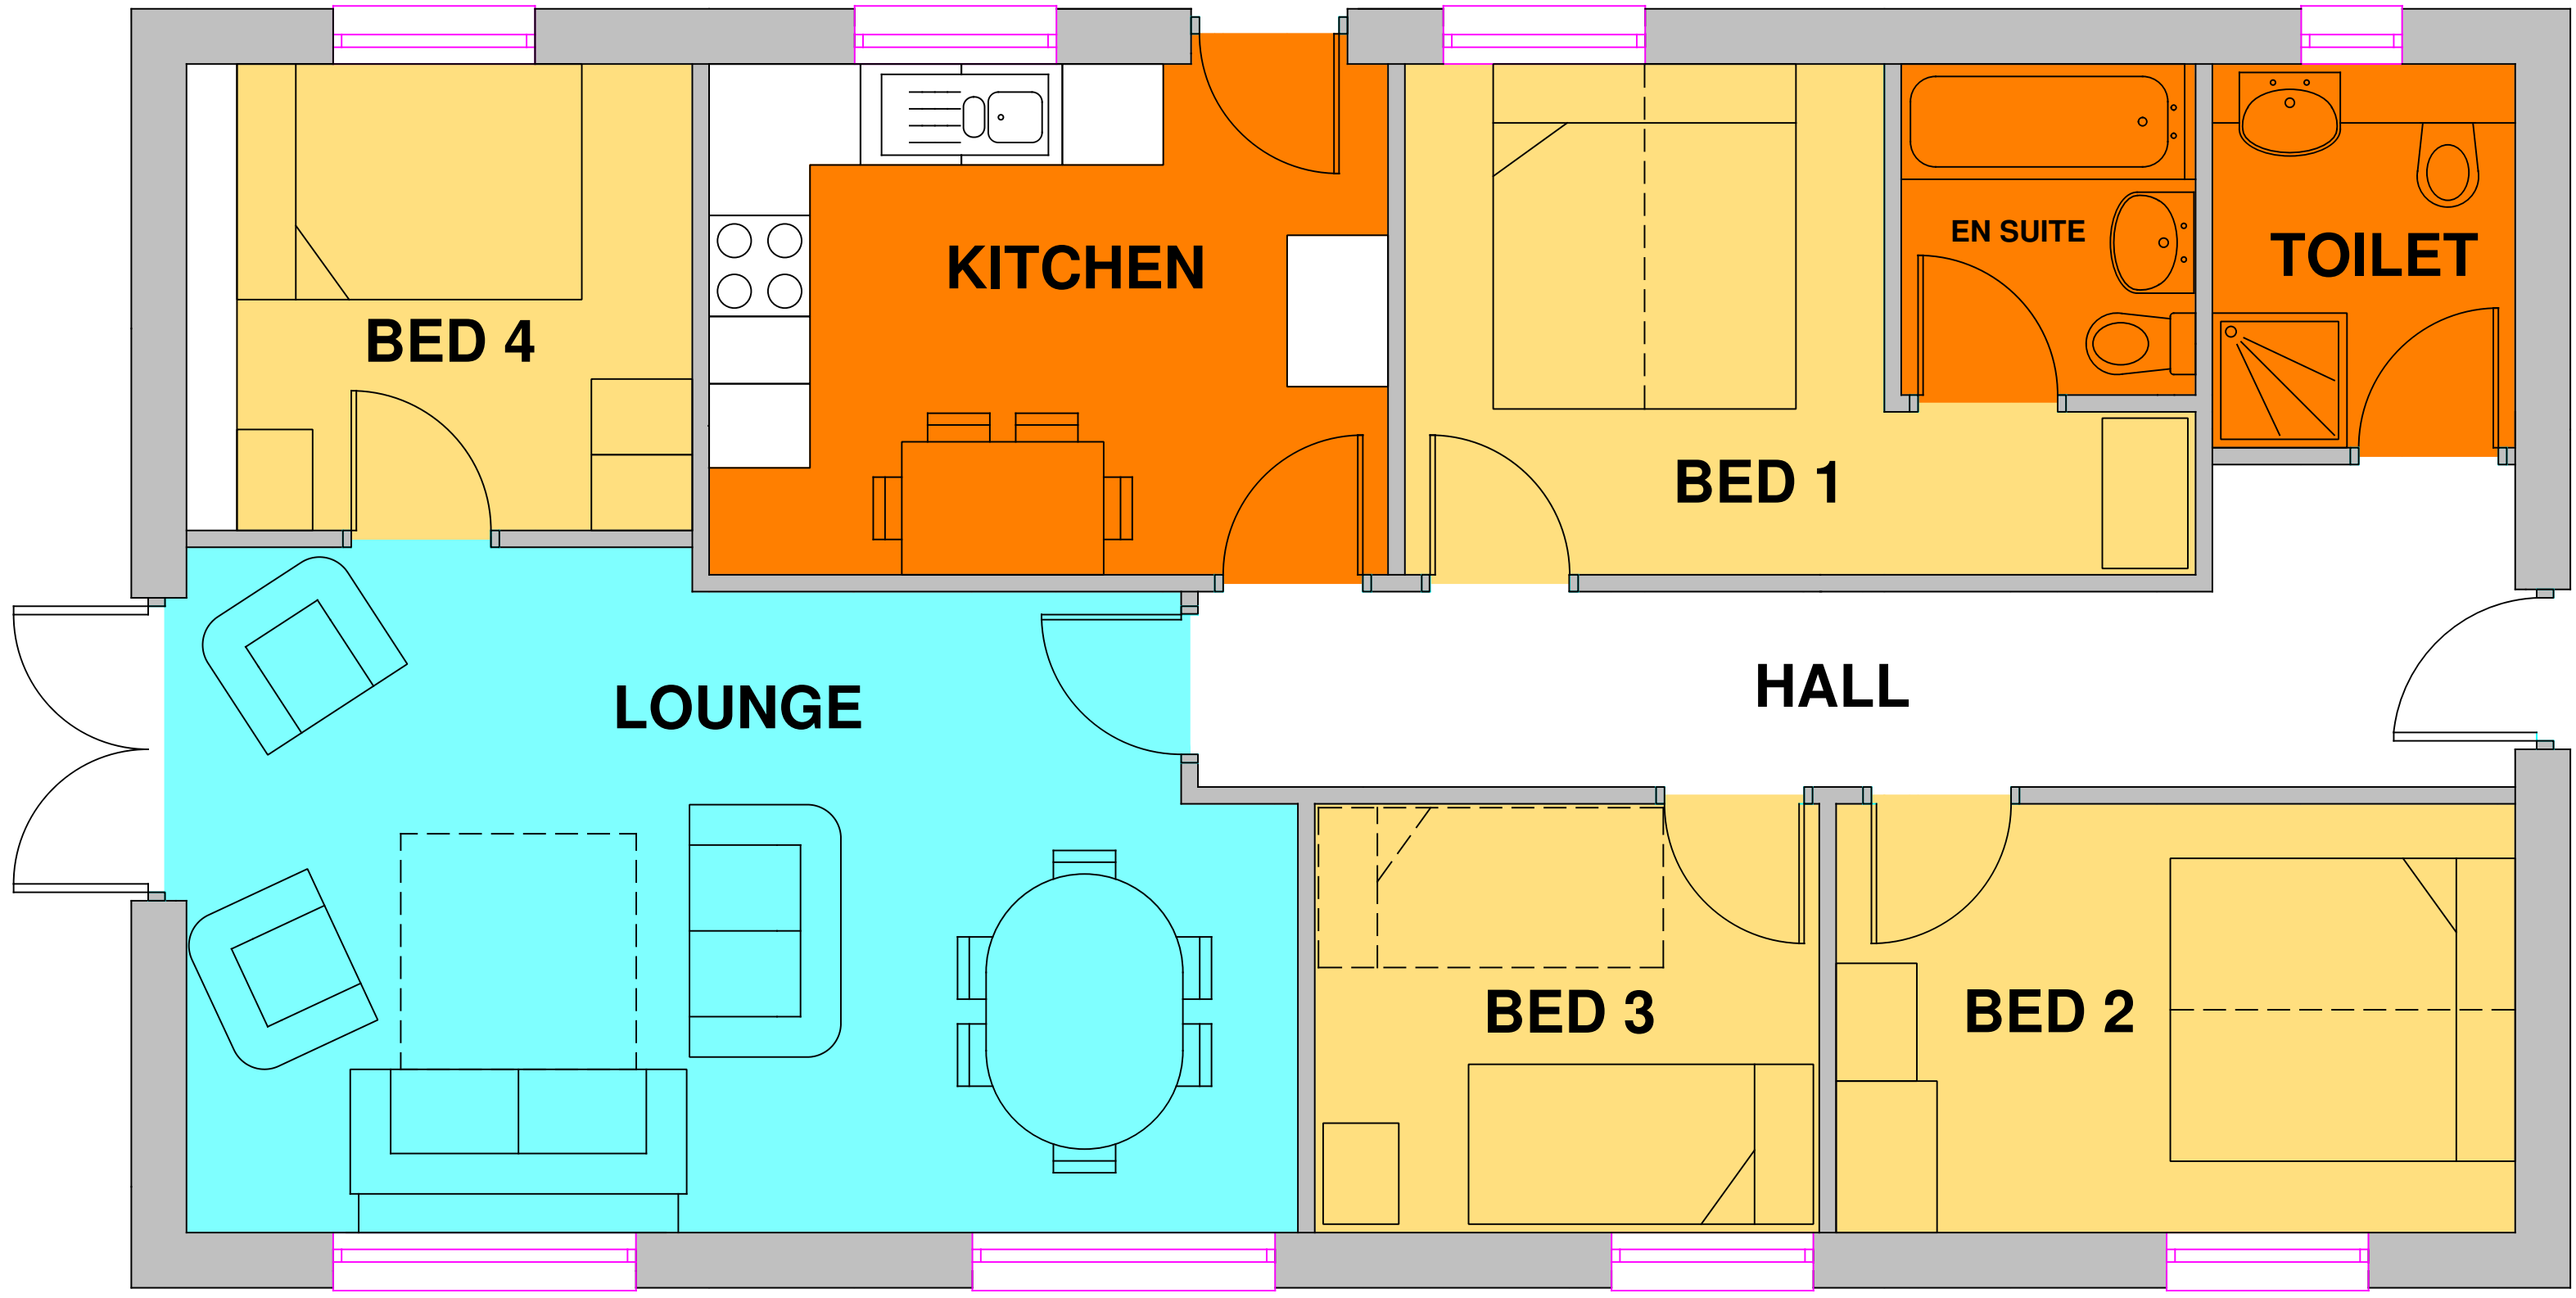 EN SUITE
TOILET
KITCHEN
BED 4
BED 1
HALL
LOUNGE
BED 3
BED 2